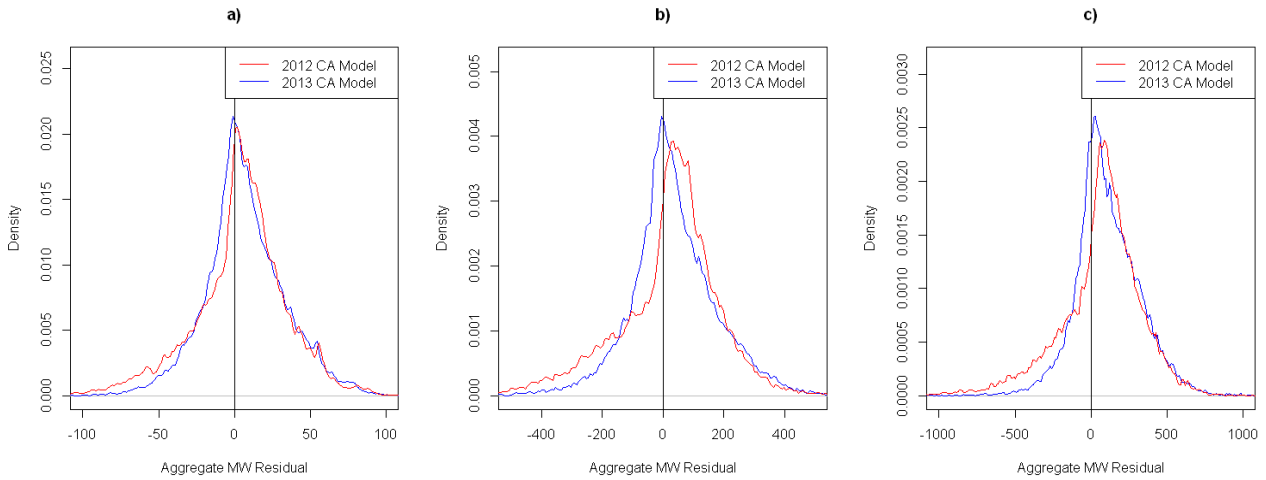 a)
2012 CA Model
2013 CA Model
Density
0.000
0.005
0.010
0.015
0.020
0.025
-100
-50
0
50
100
Aggregate MW Residual
b)
2012 CA Model
2013 CA Model
Density
0.000
0.001
0.002
0.003
0.004
0.005
-400
-200
0
200
400
Aggregate MW Residual
c)
2012 CA Model
2013 CA Model
Density
0.0000
0.0005
0.0010
0.0015
0.0020
0.0025
0.0030
-1000
-500
0
500
1000
Aggregate MW Residual